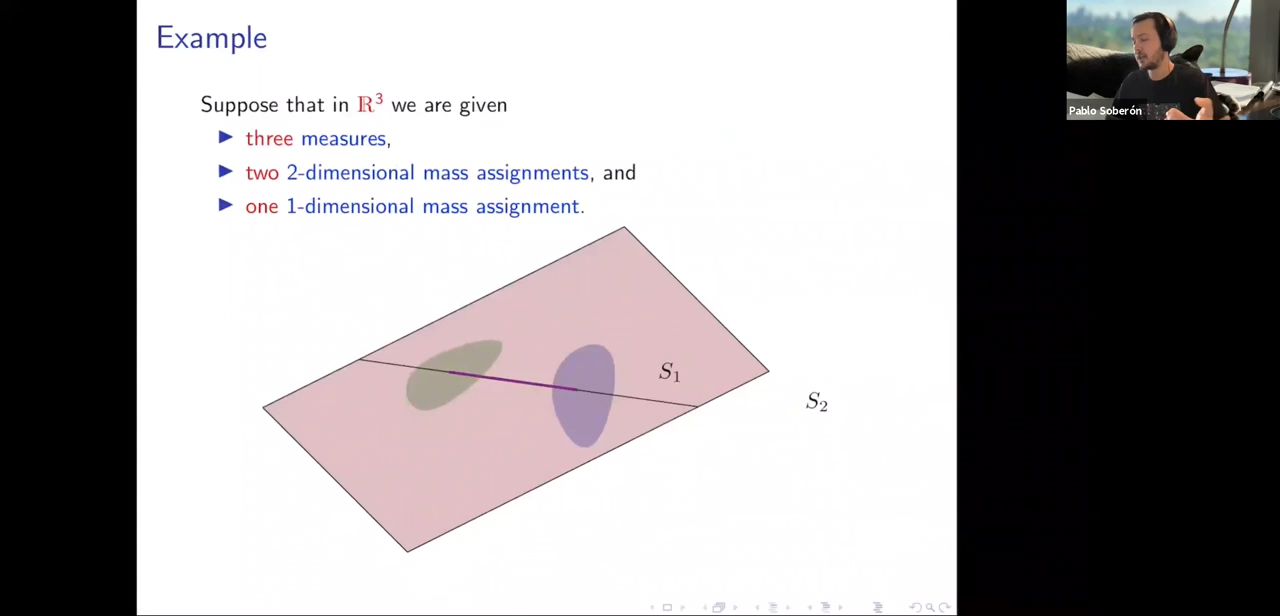 Example
Suppose that in ℝ³ we are given
▶ three measures,
▶ two 2-dimensional mass assignments, and
▶ one 1-dimensional mass assignment.
S₁
S₂
Pablo Soberón